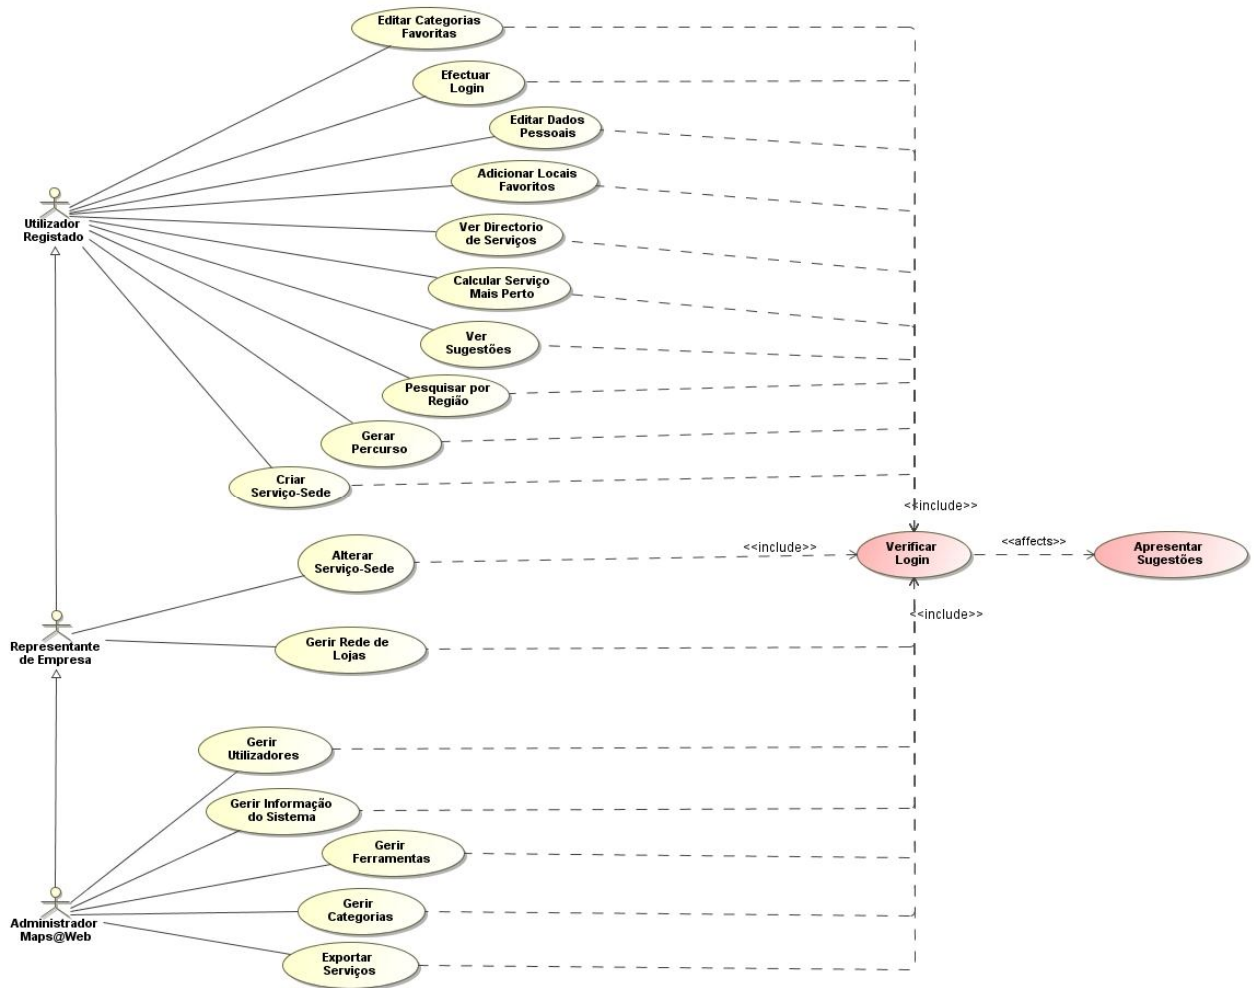 Editar Categorias
Favoritas
Efectuar
Login
Editar Dados
Pessoais
Adicionar Locais
Favoritos
Utilizador
Registado
Ver Directorio
de Serviços
Calcular Serviço
Mais Perto
Ver
Sugestões
Pesquisar por
Região
Gerar
Percurso
Criar
Serviço-Sede
<<include>>
Alterar
Serviço-Sede
<<include>>
Verificar
Login
<<affects>>
Apresentar
Sugestões
<<include>>
Representante
de Empresa
Gerir Rede de
Lojas
Gerir
Utilizadores
Gerir Informação
do Sistema
Gerir
Ferramentas
Gerir
Categorias
Administrador
Maps@Web
Exportar
Serviços